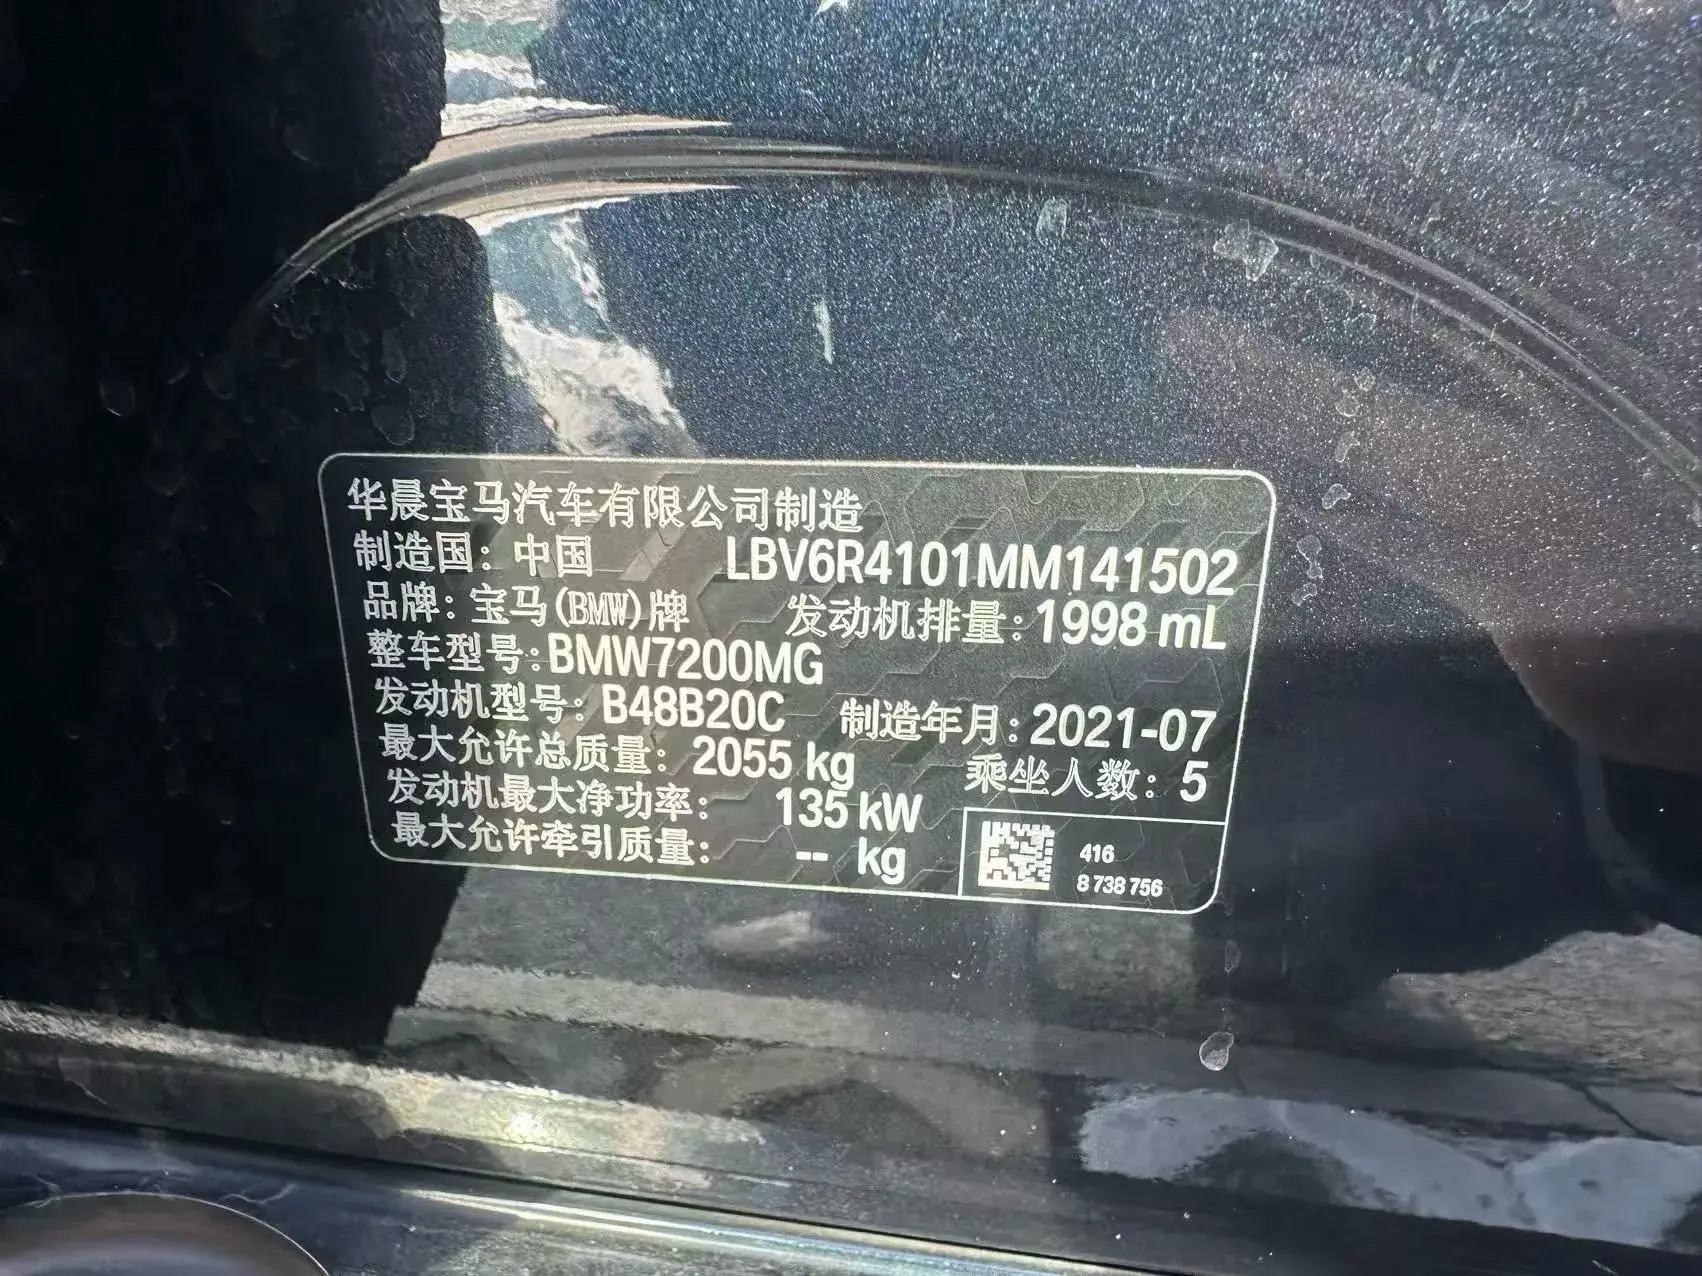 华晨宝马汽车有限公司制造
制造国：中国 LBV6R4101MM141502
品牌：宝马(BMW)牌 发动机排量：1998 mL
整车型号：BMW7200MG
发动机型号：B48B20C 制造年月：2021-07
最大允许总质量：2055 kg 乘坐人数：5
发动机最大净功率：135 kW
最大允许牵引质量：-- kg
416
8 738 756